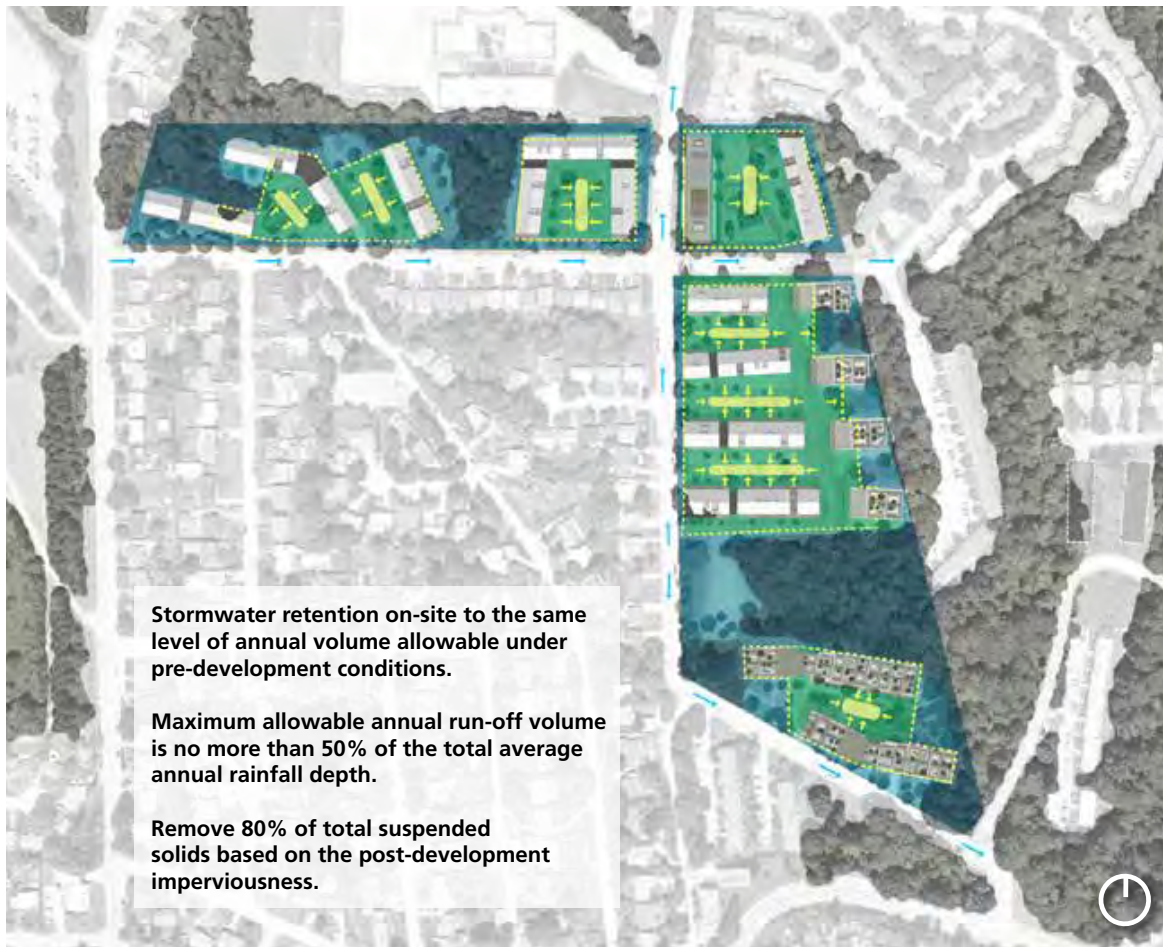 Stormwater retention on-site to the same
level of annual volume allowable under
pre-development conditions.
Maximum allowable annual run-off volume
is no more than 50% of the total average
annual rainfall depth.
Remove 80% of total suspended
solids based on the post-development
imperviousness.